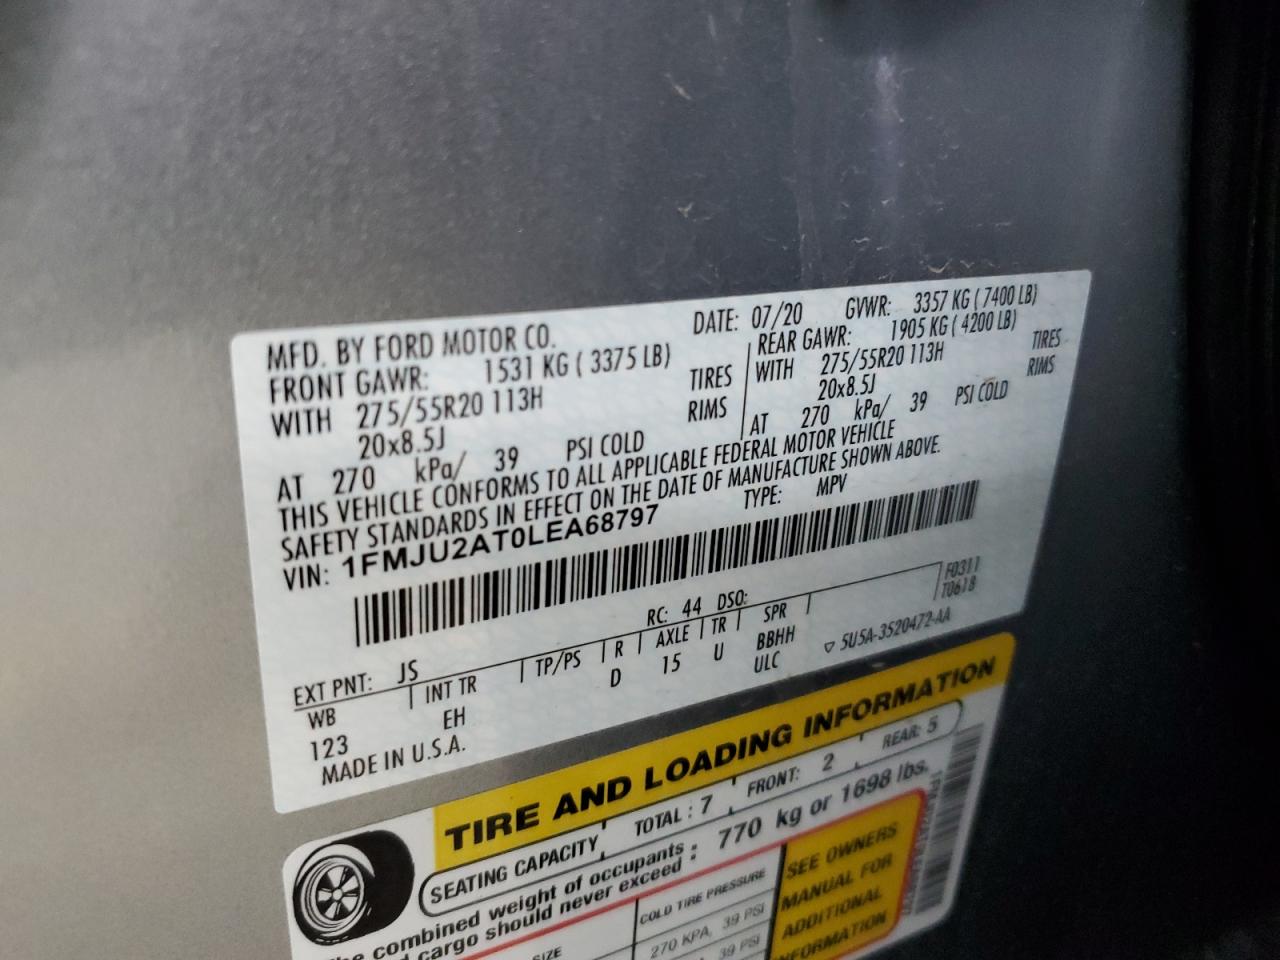 MFD. BY FORD MOTOR CO. DATE: 07/20 GVWR: 3357 KG ( 7400 LB)
FRONT GAWR: 1531 KG ( 3375 LB) REAR GAWR: 1905 KG ( 4200 LB)
WITH 275/55R20 113H TIRES WITH 275/55R20 113H TIRES
20x8.5J RIMS 20x8.5J RIMS
AT 270 kPa/ 39 PSI COLD AT 270 kPa/ 39 PSI COLD
THIS VEHICLE CONFORMS TO ALL APPLICABLE FEDERAL MOTOR VEHICLE
SAFETY STANDARDS IN EFFECT ON THE DATE OF MANUFACTURE SHOWN ABOVE.
VIN: 1FMJU2AT0LEA68797 TYPE: MPV
F0311
T0618
EXT PNT: JS RC: 44 DSO:
WB INT TR TP/PS R AXLE TR SPR
123 EH D 15 U BBHH
ULC
MADE IN U.S.A. 5U5A-3520472-AA
TIRE AND LOADING INFORMATION
SEATING CAPACITY TOTAL : 7 FRONT: 2 REAR: 5
The combined weight of occupants : 770 kg or 1698 lbs.
cargo should never exceed
SIZE COLD TIRE PRESSURE
270 KPA, 39 PSI
39 PSI
SEE OWNERS
MANUAL FOR
ADDITIONAL
INFORMATION